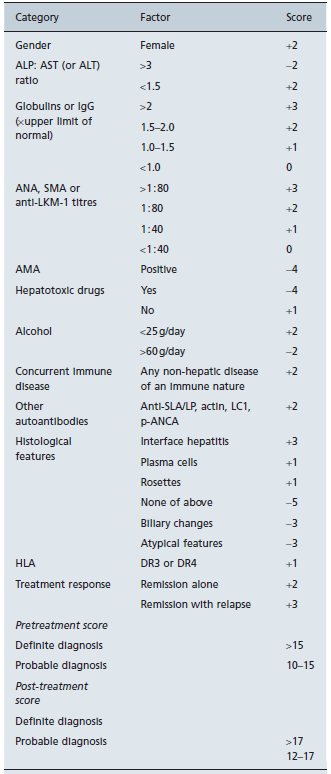 Category Factor Score
Gender Female +2
ALP: AST (or ALT) >3 −2
ratio
<1.5 +2
Globulins or IgG >2 +3
(×upper limit of 1.5–2.0 +2
normal)
1.0–1.5 +1
<1.0 0
ANA, SMA or >1:80 +3
anti-LKM-1 titres 1:80 +2
1:40 +1
<1:40 0
AMA Positive −4
Hepatotoxic drugs Yes −4
No +1
Alcohol <25 g/day +2
>60 g/day −2
Concurrent immune Any non-hepatic disease +2
disease of an immune nature
Other Anti-SLA/LP, actin, LC1, +2
autoantibodies p-ANCA
Histological Interface hepatitis +3
features
Plasma cells +1
Rosettes +1
None of above −5
Biliary changes −3
Atypical features −3
HLA DR3 or DR4 +1
Treatment response Remission alone +2
Remission with relapse +3
Pretreatment score
Definite diagnosis >15
Probable diagnosis 10–15
Post-treatment
score
Definite diagnosis
Probable diagnosis >17
12–17